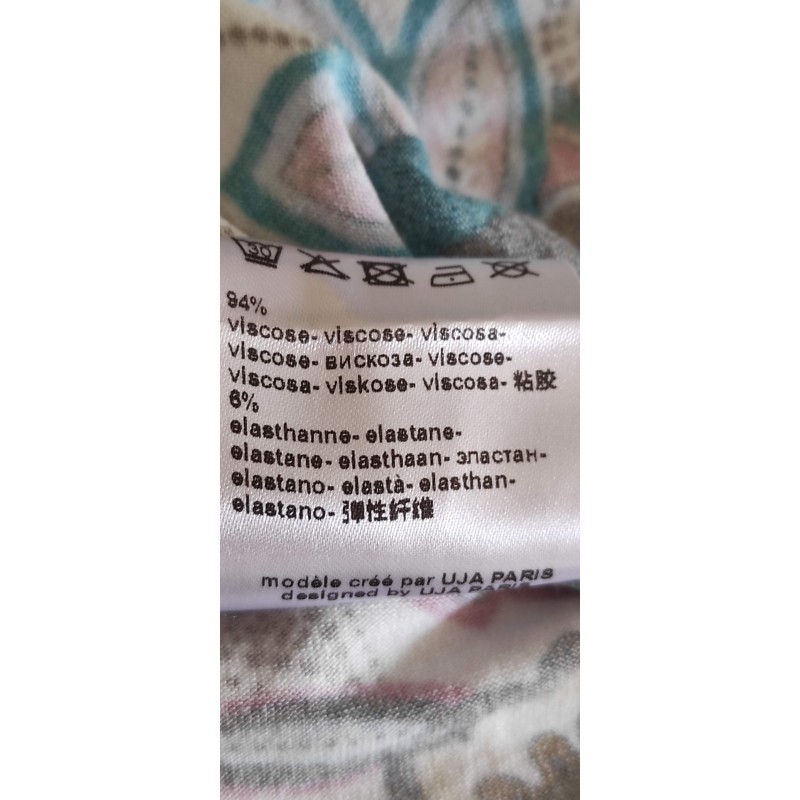 30
94%
viscose- viscose- viscosa-
viscose- вискоза- viscose-
viscosa- viskose- viscosa- 粘胶
6%
elasthanne- elastane-
elastane- elasthaan- эластан-
elastano- elastà- elasthan-
elastano- 弹性纤维
modèle créé par UJA PARIS
designed by UJA PARIS